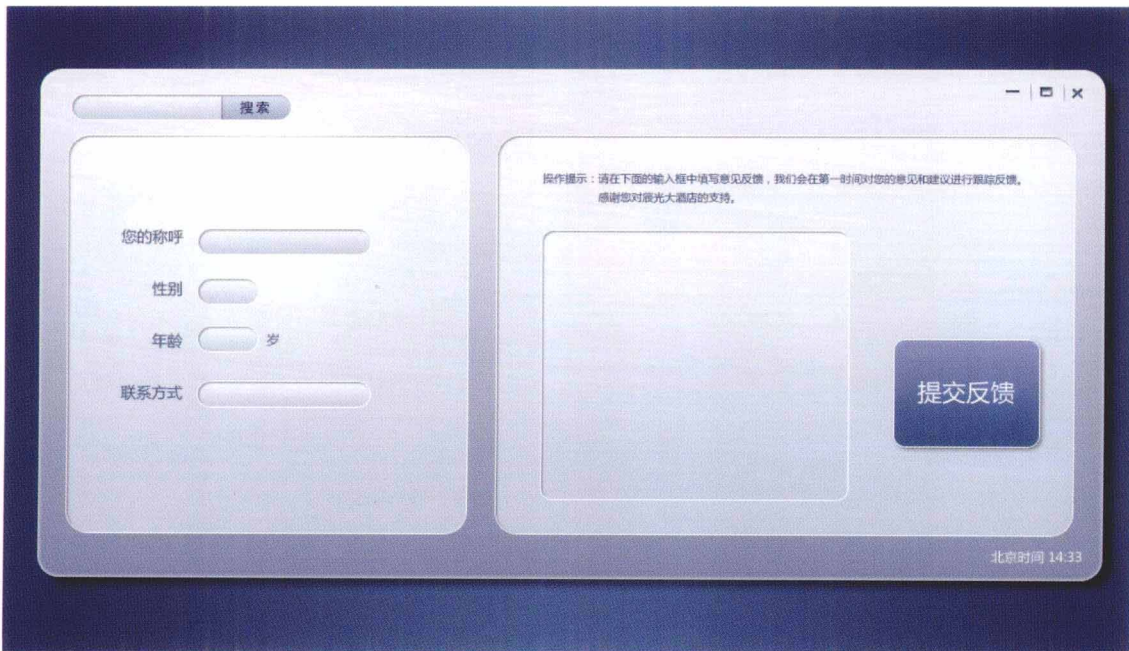 搜索
操作提示：请在下面的输入框中填写意见反馈，我们会在第一时间对您的意见和建议进行跟踪反馈。
感谢您对辰光大酒店的支持。
您的称呼
性别
年龄 岁
联系方式
提交反馈
北京时间 14:33